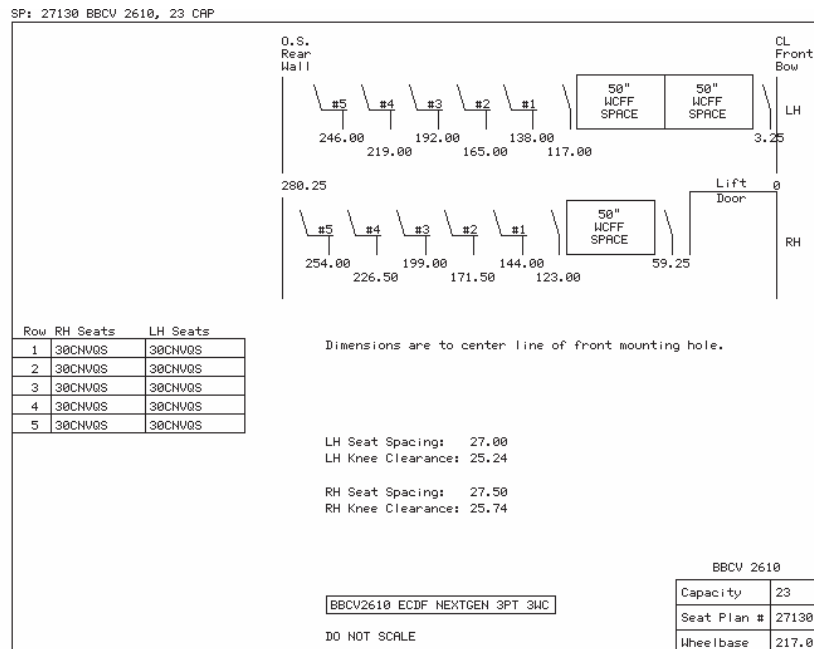 SP: 27130 BBCV 2610, 23 CAP
O.S.
Rear
Wall
CL
Front
Bow
50" WCFF SPACE
50" WCFF SPACE
#5 #4 #3 #2 #1
LH
246.00 192.00 138.00 3.25
219.00 165.00 117.00
280.25 Lift 0
Door
50" WCFF SPACE
#5 #4 #3 #2 #1
RH
254.00 199.00 144.00 59.25
226.50 171.50 123.00
Row RH Seats LH Seats
1 30CNVQS 30CNVQS
2 30CNVQS 30CNVQS
3 30CNVQS 30CNVQS
4 30CNVQS 30CNVQS
5 30CNVQS 30CNVQS
Dimensions are to center line of front mounting hole.
LH Seat Spacing: 27.00
LH Knee Clearance: 25.24
RH Seat Spacing: 27.50
RH Knee Clearance: 25.74
BBCV 2610
Capacity 23
Seat Plan # 27130
Wheelbase 217.0
BBCV2610 ECDF NEXTGEN 3PT 3WC
DO NOT SCALE